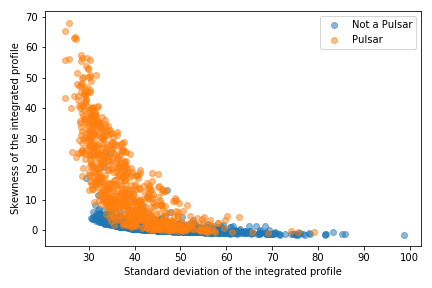 Not a Pulsar
Pulsar
70
60
50
40
30
20
10
0
Skewness of the integrated profile
30 40 50 60 70 80 90 100
Standard deviation of the integrated profile